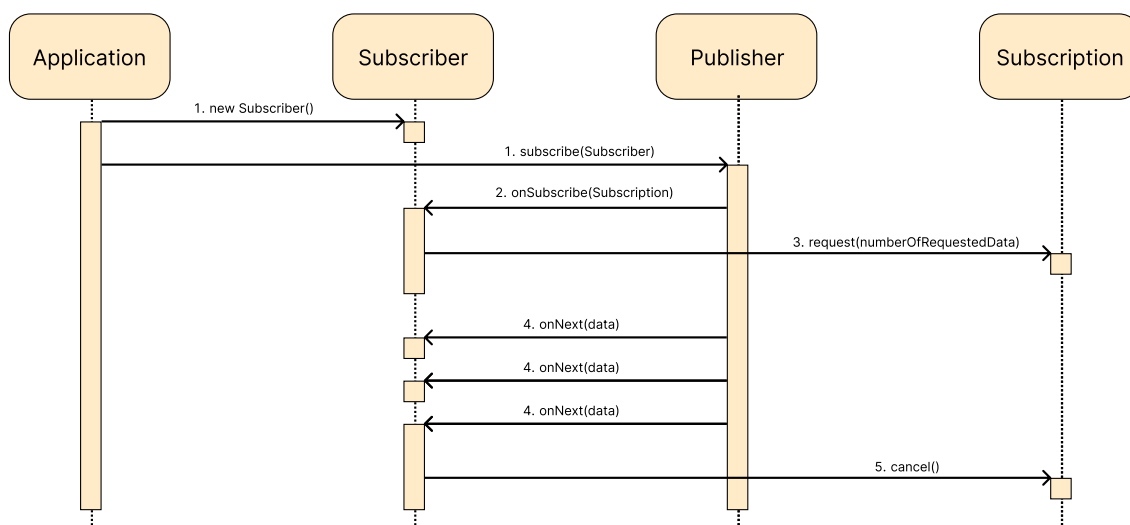 Application
Subscriber
Publisher
Subscription
1. new Subscriber()
1. subscribe(Subscriber)
2. onSubscribe(Subscription)
3. request(numberOfRequestedData)
4. onNext(data)
4. onNext(data)
4. onNext(data)
5. cancel()